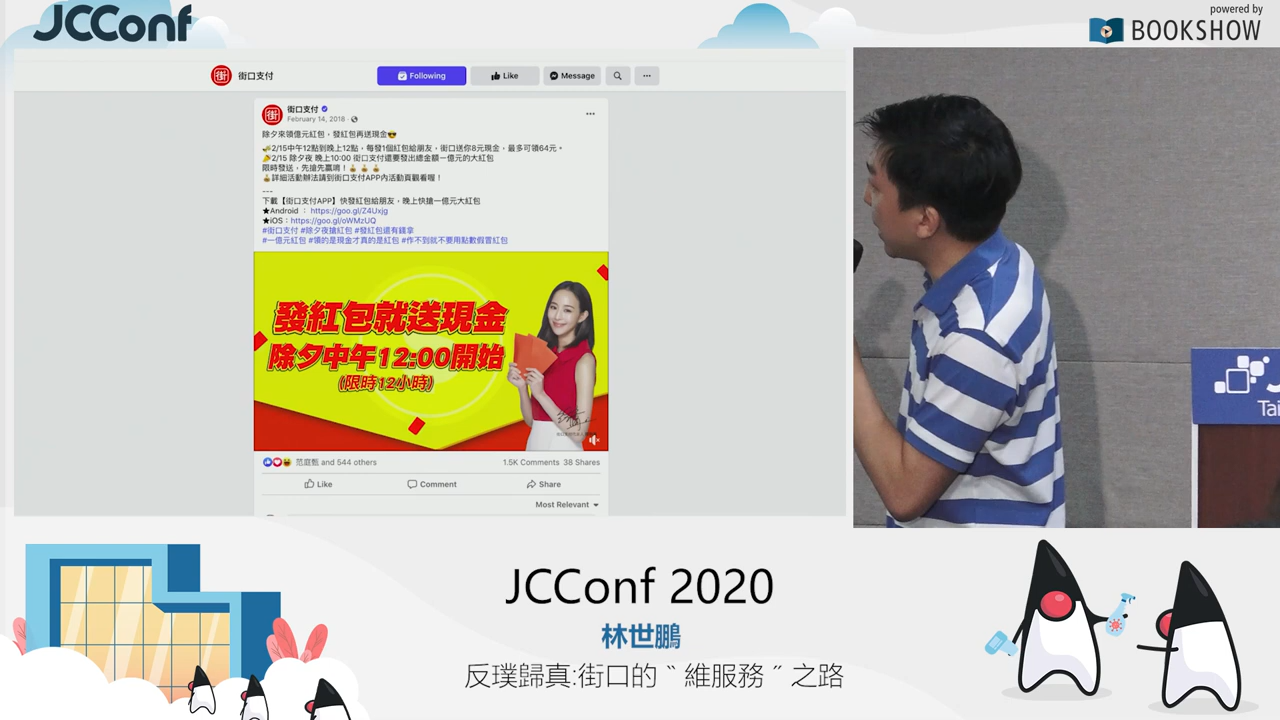 JCConf
powered by
BOOKSHOW
街口支付
Following
Like
Message
街口支付
February 14, 2018
除夕來領億元紅包，發紅包再送現金
2/15中午12點到晚上12點，每發1個紅包給朋友，街口送你8元現金，最多可領64元。
2/15 除夕夜 晚上10:00 街口支付還要發出總金額一億元的大紅包
限時發送，先搶先贏唷！
詳細活動辦法請到街口支付APP內活動頁觀看喔！
---
下載【街口支付APP】快發紅包給朋友，晚上快搶一億元大紅包
★Android ： https://goo.gl/Z4Uxjg
★iOS：https://goo.gl/oWMzUQ
#街口支付 #除夕夜搶紅包 #發紅包還有錢拿
#一億元紅包 #領的是現金才真的是紅包 #作不到就不要用點數假冒紅包
發紅包就送現金
除夕中午12:00開始
(限時12小時)
范庭甄 and 544 others
1.5K Comments 38 Shares
Like
Comment
Share
Most Relevant
Tai
JCConf 2020
林世鵬
反璞歸真:街口的〝維服務〞之路